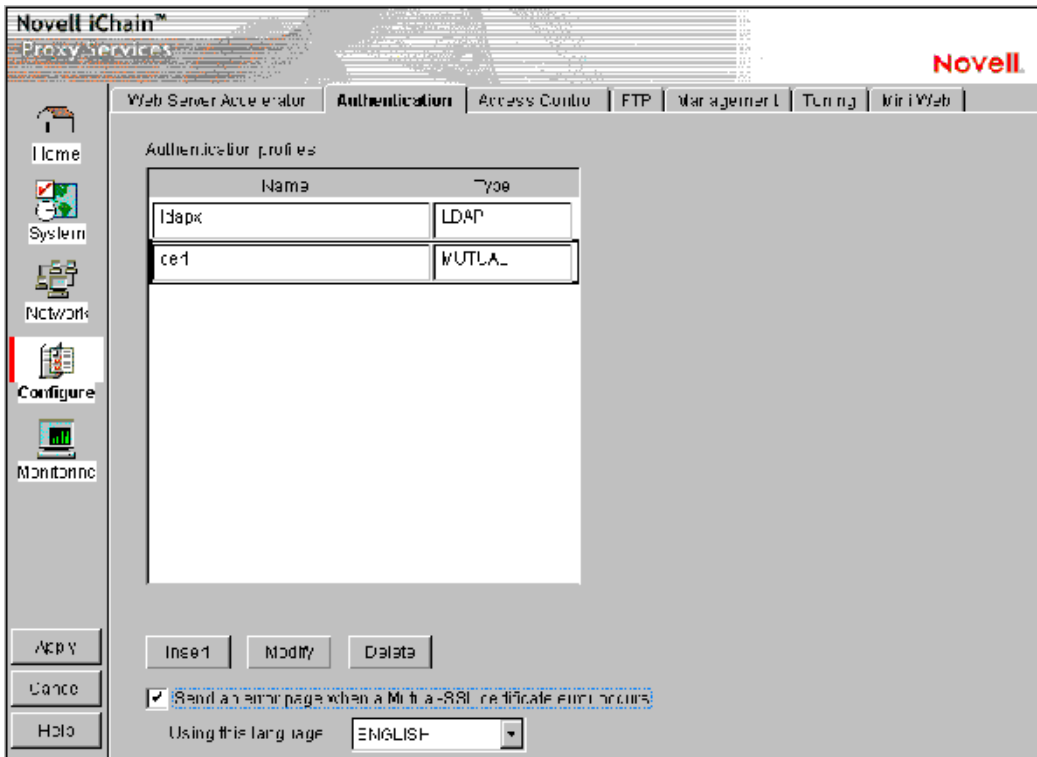 Novell iChain™
Proxy Services
Novell.
Web Server Accelerator
Authentication
Access Control
FTP
Management
Tuning
Mini Web
Home
System
Network
Configure
Monitoring
Authentication profiles
Name
Type
ldapx
LDAP
cert
MUTUAL
Insert
Modify
Delete
Send an error page when a Mutual-SSL certificate error occurs
Using this language
ENGLISH
Apply
Cancel
Help